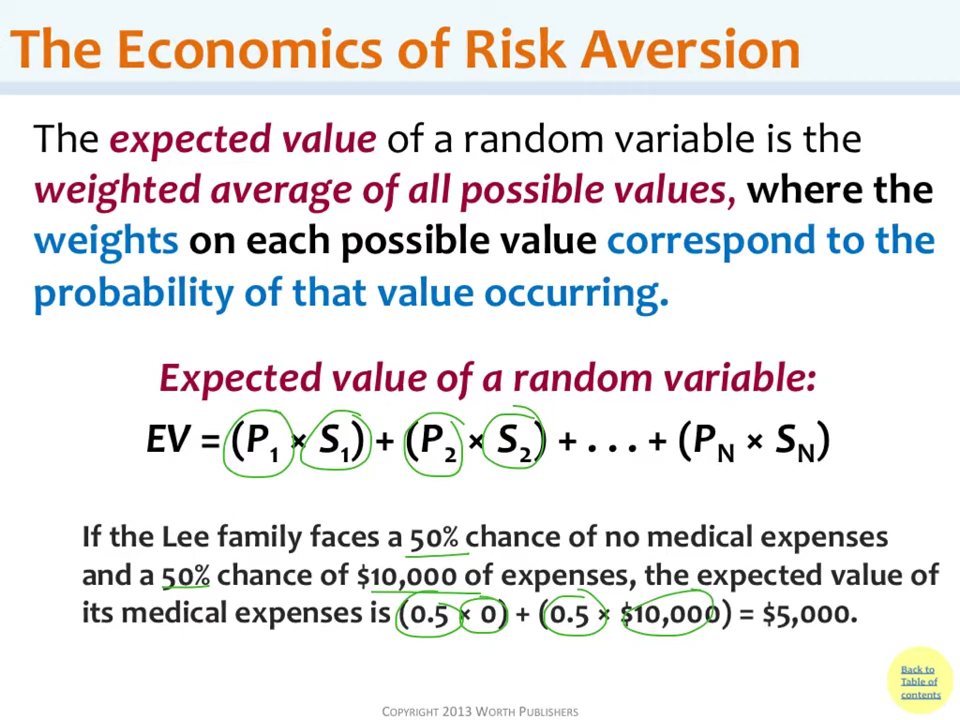 The Economics of Risk Aversion
The expected value of a random variable is the
weighted average of all possible values, where the
weights on each possible value correspond to the
probability of that value occurring.
Expected value of a random variable:
EV = (P₁ × S₁) + (P₂ × S₂) + . . . + (P_N × S_N)
If the Lee family faces a 50% chance of no medical expenses
and a 50% chance of $10,000 of expenses, the expected value of
its medical expenses is (0.5 × 0) + (0.5 × $10,000) = $5,000.
Back to
Table of
contents
COPYRIGHT 2013 WORTH PUBLISHERS